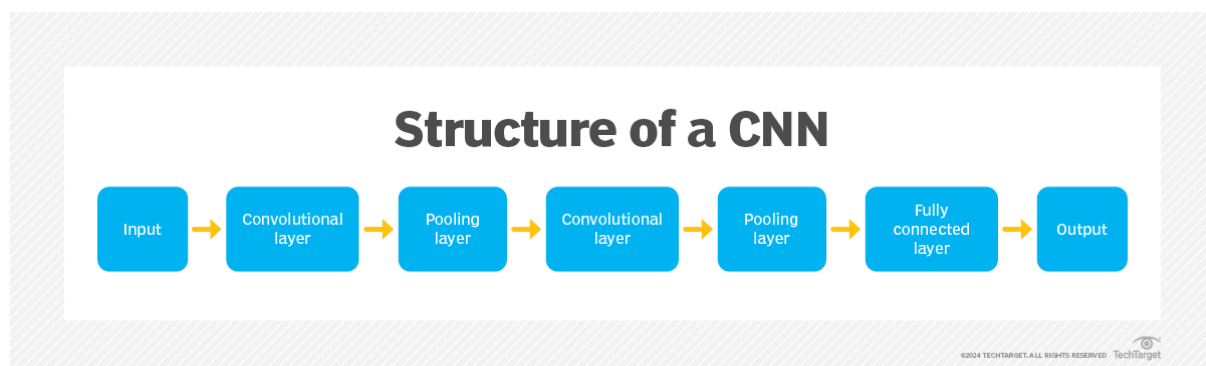 Structure of a CNN
Input
Convolutional
layer
Pooling
layer
Convolutional
layer
Pooling
layer
Fully
connected
layer
Output
©2024 TECHTARGET. ALL RIGHTS RESERVED TechTarget